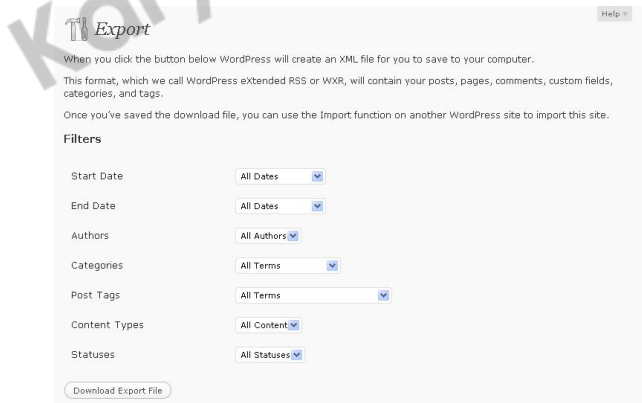 Help
Export
When you click the button below WordPress will create an XML file for you to save to your computer.
This format, which we call WordPress eXtended RSS or WXR, will contain your posts, pages, comments, custom fields,
categories, and tags.
Once you've saved the download file, you can use the Import function on another WordPress site to import this site.
Filters
Start Date All Dates
End Date All Dates
Authors All Authors
Categories All Terms
Post Tags All Terms
Content Types All Content
Statuses All Statuses
Download Export File